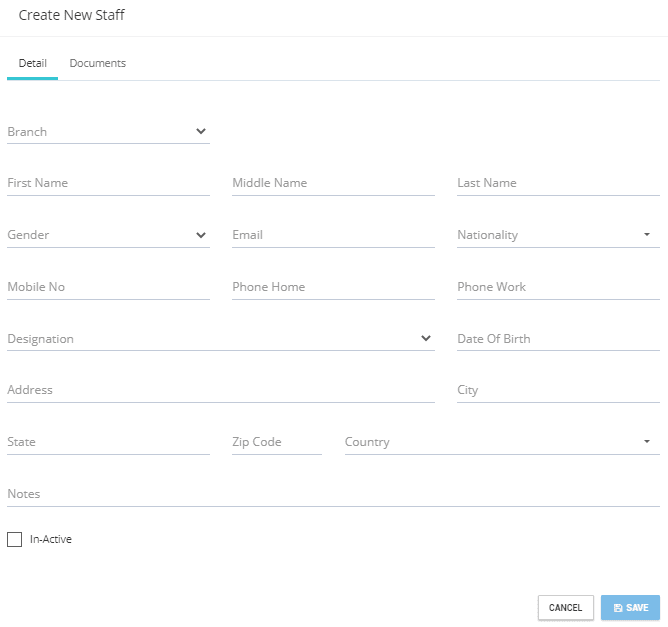 Create New Staff
Detail Documents
Branch
First Name Middle Name Last Name
Gender Email Nationality
Mobile No Phone Home Phone Work
Designation Date Of Birth
Address City
State Zip Code Country
Notes
In-Active
CANCEL SAVE